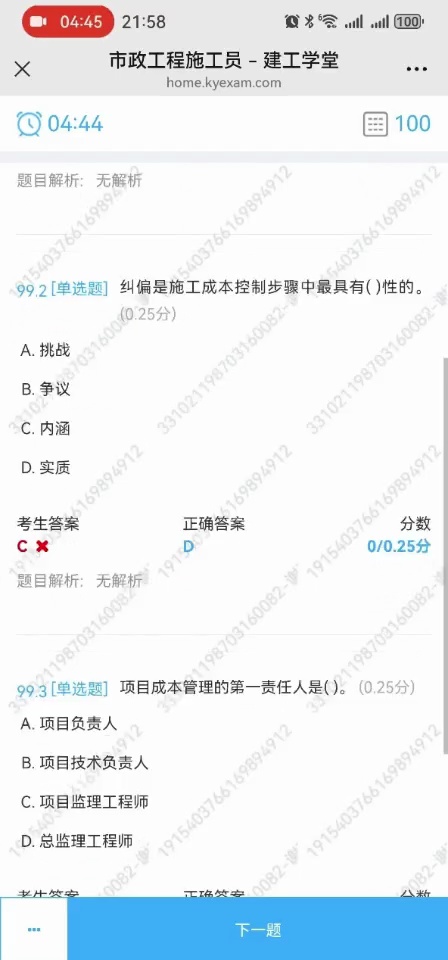 04:45 21:58 6 100
市政工程施工员 - 建工学堂
home.kyexam.com
04:44 100
题目解析: 无解析
99.2 [单选题] 纠偏是施工成本控制步骤中最具有( )性的。
(0.25分)
A. 挑战
B. 争议
C. 内涵
D. 实质
考生答案 正确答案 分数
C ✖ D 0/0.25分
题目解析: 无解析
99.3 [单选题] 项目成本管理的第一责任人是( )。 (0.25分)
A. 项目负责人
B. 项目技术负责人
C. 项目监理工程师
D. 总监理工程师
考生答案 正确答案 分数
下一题